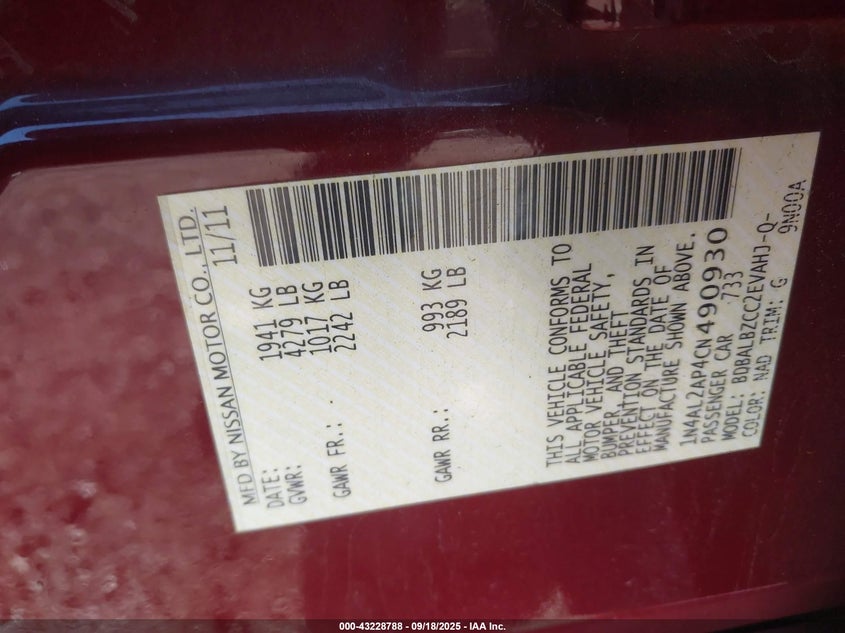 MFD BY NISSAN MOTOR CO., LTD.
DATE: 11/11
GVWR: 1941 KG
4279 LB
GAWR FR.: 1017 KG
2242 LB
GAWR RR.: 993 KG
2189 LB
THIS VEHICLE CONFORMS TO
ALL APPLICABLE FEDERAL
MOTOR VEHICLE SAFETY,
BUMPER, AND THEFT
PREVENTION STANDARDS IN
EFFECT ON THE DATE OF
MANUFACTURE SHOWN ABOVE.
1N4AL2AP4CN490930
PASSENGER CAR 733
MODEL: BDBALBZCC2EVAHJ-Q-
COLOR: NAD TRIM: G 9N00A
000-43228788 - 09/18/2025 - IAA Inc.